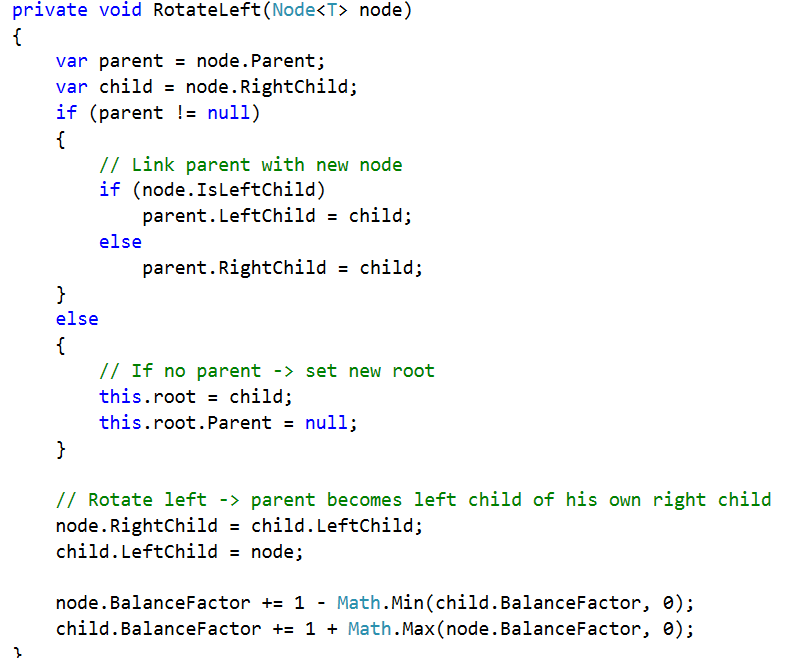 private void RotateLeft(Node<T> node)
{
    var parent = node.Parent;
    var child = node.RightChild;
    if (parent != null)
    {
        // Link parent with new node
        if (node.IsLeftChild)
            parent.LeftChild = child;
        else
            parent.RightChild = child;
    }
    else
    {
        // If no parent -> set new root
        this.root = child;
        this.root.Parent = null;
    }

    // Rotate left -> parent becomes left child of his own right child
    node.RightChild = child.LeftChild;
    child.LeftChild = node;

    node.BalanceFactor += 1 - Math.Min(child.BalanceFactor, 0);
    child.BalanceFactor += 1 + Math.Max(node.BalanceFactor, 0);
}